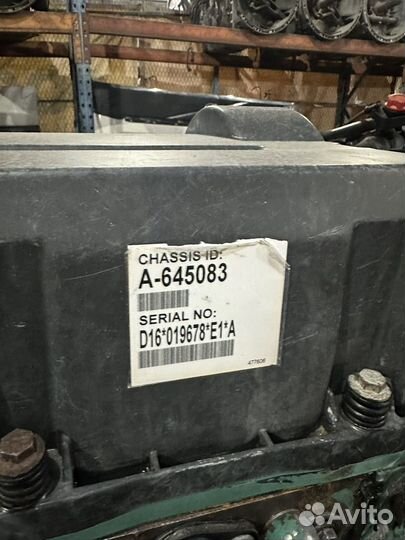 CHASSIS ID:
A-645083
SERIAL NO:
D16*019678*E1*A
477606
Avito